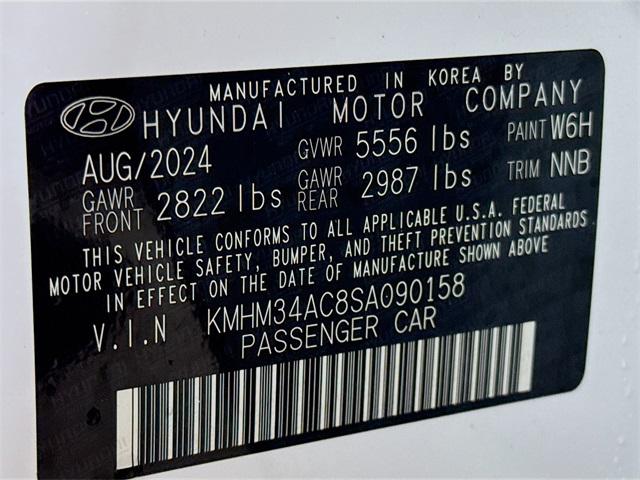 MANUFACTURED IN KOREA BY
HYUNDAI MOTOR COMPANY
AUG/2024 GVWR 5556 lbs PAINT W6H
GAWR FRONT 2822 lbs GAWR REAR 2987 lbs TRIM NNB
THIS VEHICLE CONFORMS TO ALL APPLICABLE U.S.A. FEDERAL
MOTOR VEHICLE SAFETY, BUMPER, AND THEFT PREVENTION STANDARDS
IN EFFECT ON THE DATE OF MANUFACTURE SHOWN ABOVE
V.I.N KMHM34AC8SA090158
PASSENGER CAR